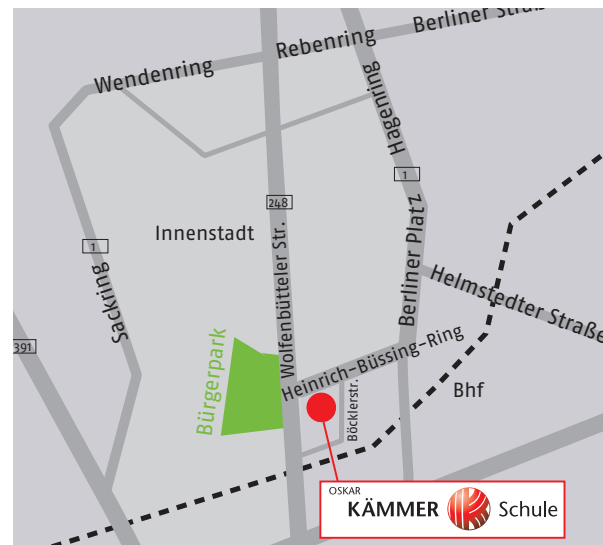 Berliner Straße
Rebenring
Wendenring
Hagenring
1
248
Innenstadt
1
Sackring
Wolfenbütteler Str.
Berliner Platz
Helmstedter Straße
391
Bürgerpark
Heinrich-Büssing-Ring
Böcklerstr.
Bhf
OSKAR
KÄMMER Schule